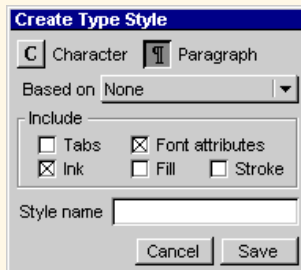 Create Type Style
C Character ¶ Paragraph
Based on None
Include
Tabs Font attributes
Ink Fill Stroke
Style name
Cancel Save